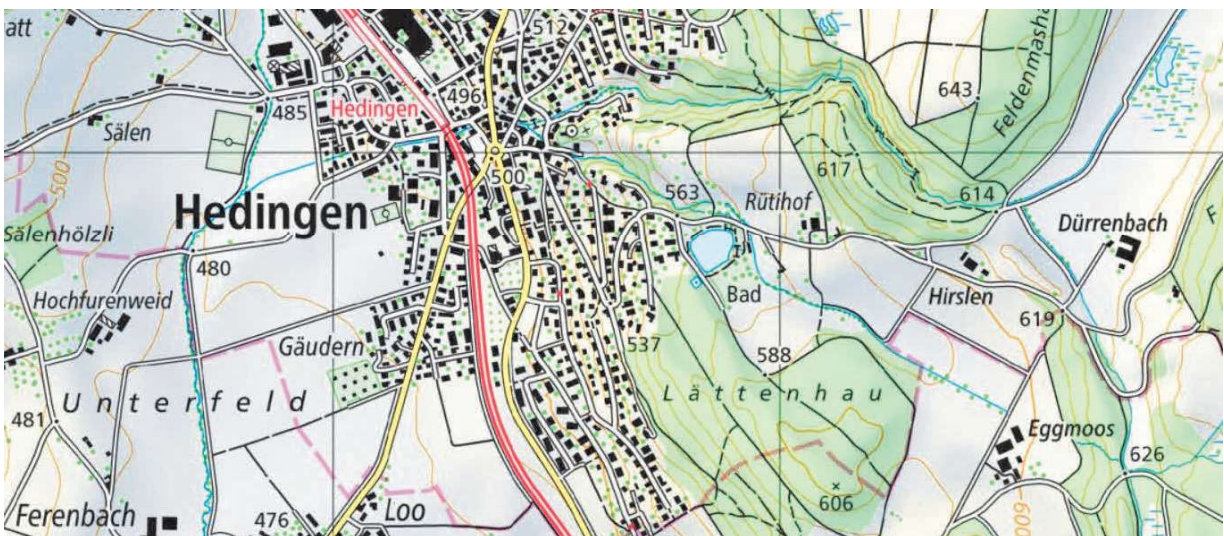 att
512
496
485
Hedingen
643
Feldenmasha
Sälen
500
500
617
614
563
Rütihof
Hedingen
Dürrenbach
Sälenhölzli
480
F
Hochfurenweid
Bad
Hirslen
619
537
Gäudern
588
Unterfeld
Lättenhau
481
Eggmoos
626
606
600
Ferenbach
476
Loo